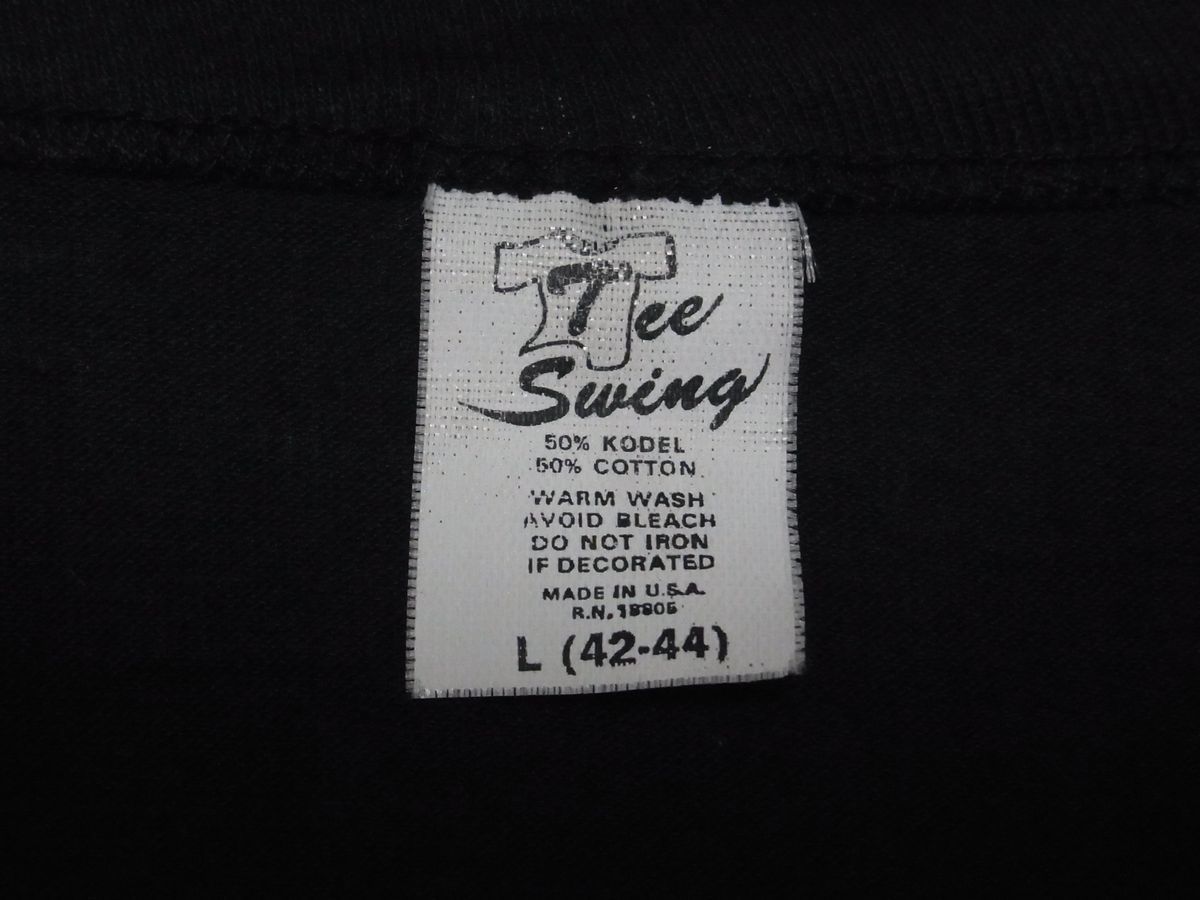 Tee
Swing
50% KODEL
50% COTTON
WARM WASH
AVOID BLEACH
DO NOT IRON
IF DECORATED
MADE IN U.S.A.
R.N.
L (42-44)